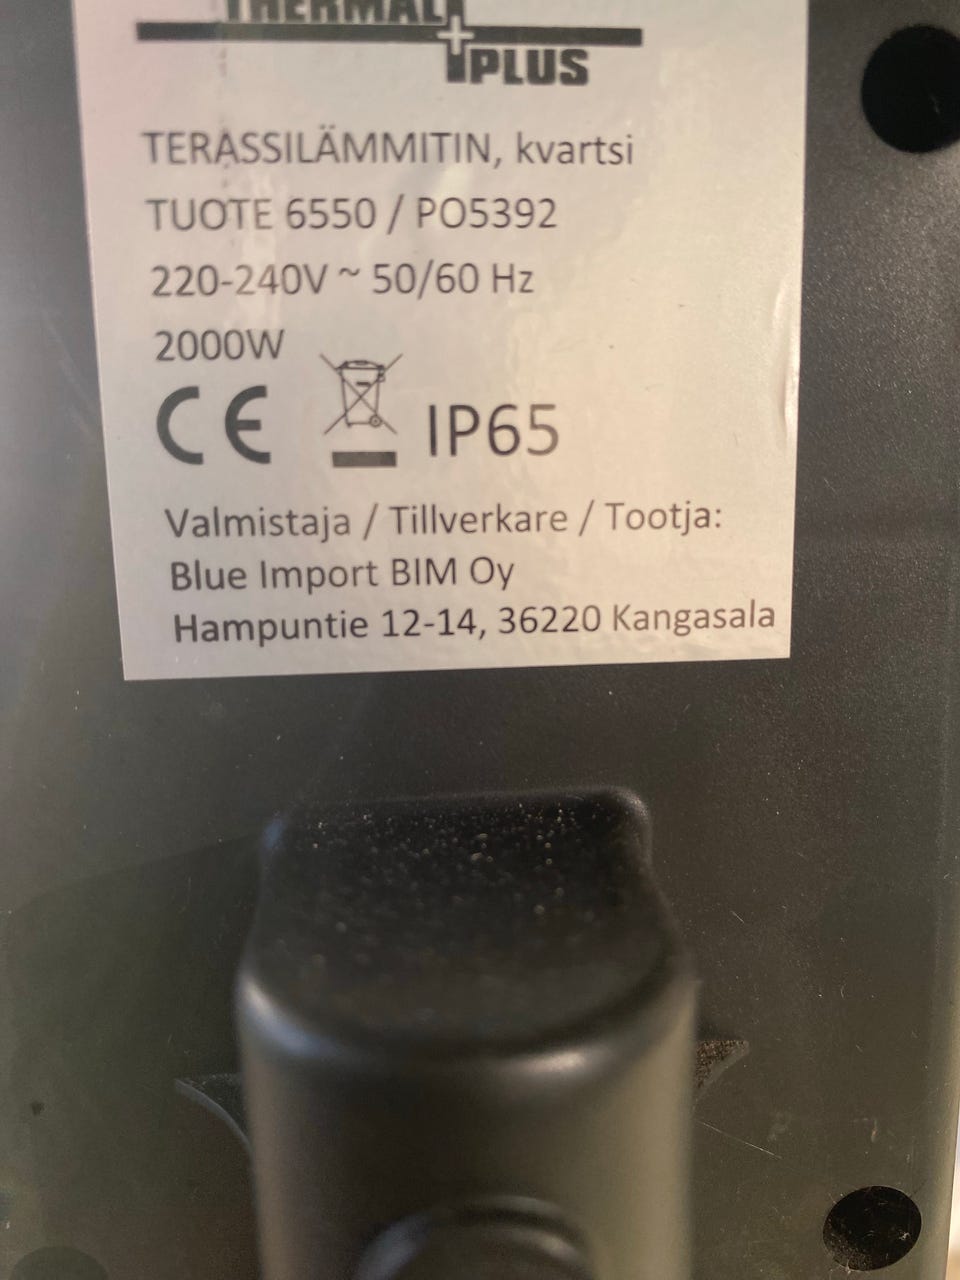 THERMAL
PLUS
TERASSILÄMMITIN, kvartsi
TUOTE 6550 / PO5392
220-240V ~ 50/60 Hz
2000W
CE IP65
Valmistaja / Tillverkare / Tootja:
Blue Import BIM Oy
Hampuntie 12-14, 36220 Kangasala